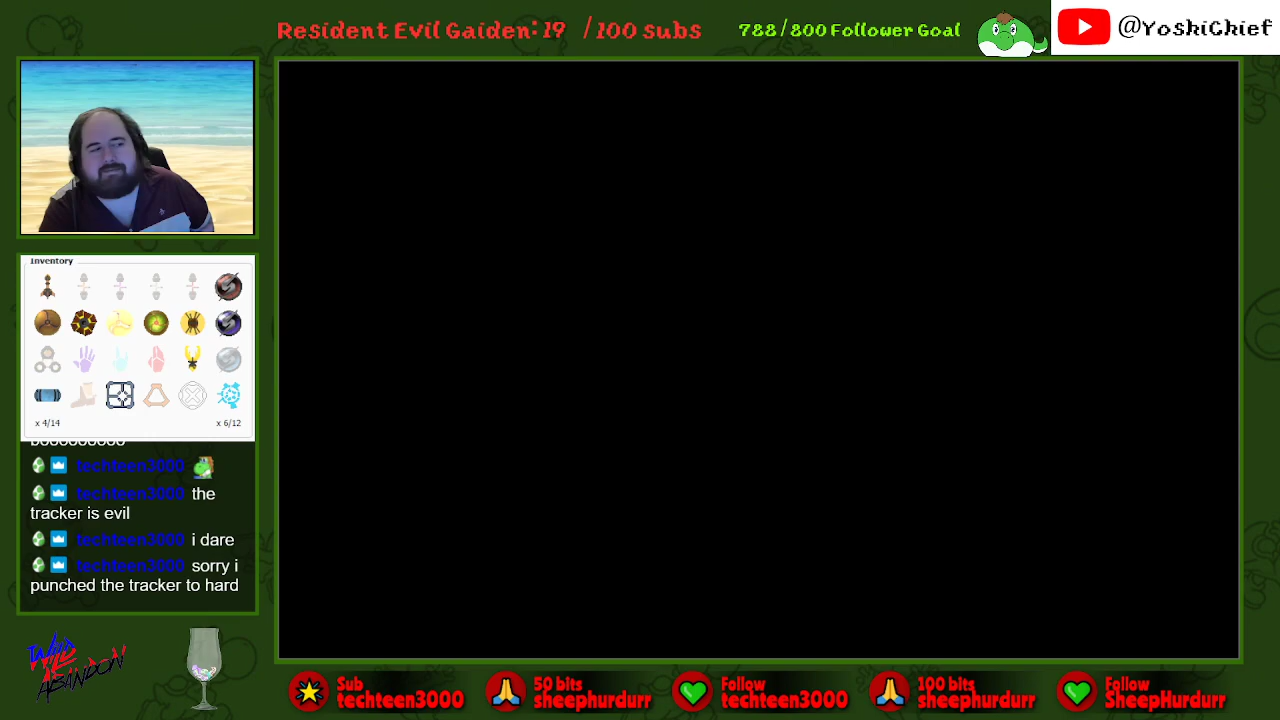 Resident Evil Gaiden: 19 /100 subs
788/800 Follower Goal
@YoshiChief
Inventory
x 4/14
x 6/12
techteen3000
techteen3000 the
tracker is evil
techteen3000 i dare
techteen3000 sorry i
punched the tracker to hard
WILD
ABANDON
Sub
techteen3000
50 bits
sheephurdurr
Follow
techteen3000
100 bits
sheephurdurr
Follow
SheepHurdurr